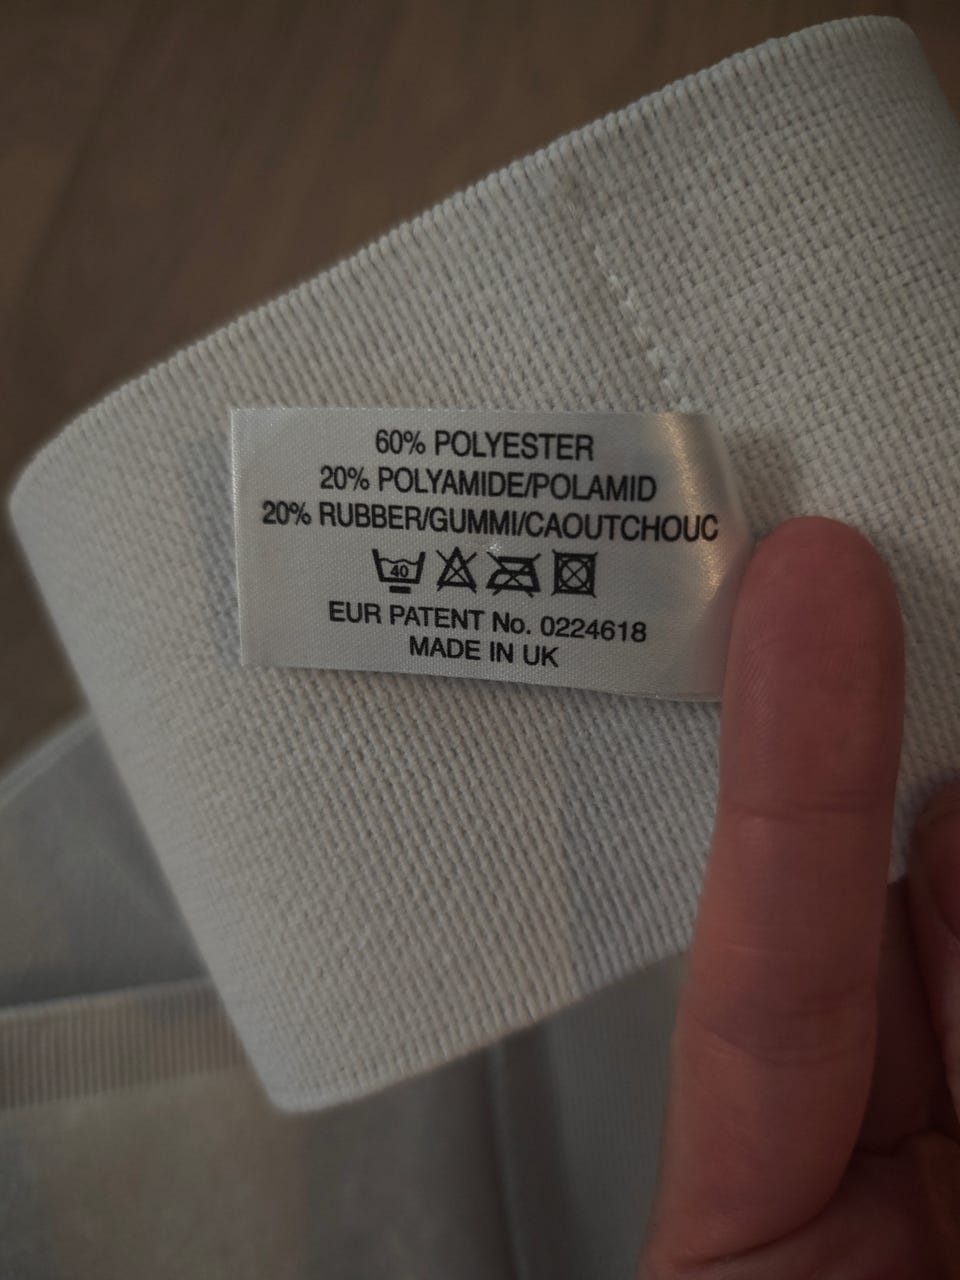 60% POLYESTER
20% POLYAMIDE/POLAMID
20% RUBBER/GUMMI/CAOUTCHOUC
40
EUR PATENT No. 0224618
MADE IN UK